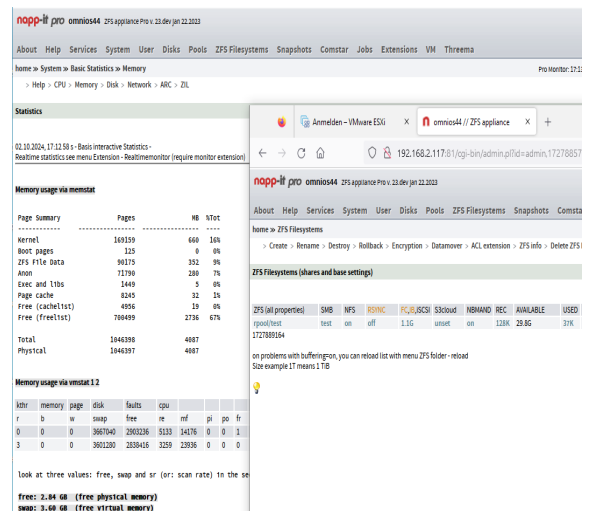 napp-it pro omnios44 ZFS appliance Pro v. 23.dev jan 22.2023
About Help Services System User Disks Pools ZFS Filesystems Snapshots Comstar Jobs Extensions VM Threema
home » System » Basic Statistics » Memory
> Help > CPU > Memory > Disk > Network > ARC > ZIL
Statistics
02.10.2024, 17:12 58 s - Basis interactive Statistics -
Realtime statistics see menu Extension - Realtimemonitor (require monitor extension)
Memory usage via memstat
Page Summary Pages MB %Tot
------------ ---------------- ---------------- ----
Kernel 169159 660 16%
Boot pages 125 0 0%
ZFS File Data 90175 352 9%
Anon 71790 280 7%
Exec and libs 1449 5 0%
Page cache 8245 32 1%
Free (cachelist) 4956 19 0%
Free (freelist) 700499 2736 67%
Total 1046398 4087
Physical 1046397 4087
Memory usage via vmstat 1 2
kthr memory page disk faults cpu
r b w swap free re mf pi po fr
0 0 0 3667040 2903236 5133 14176 0 0 1
3 0 0 3601280 2838416 3259 23936 0 0 0
look at three values: free, swap and sr (or: scan rate) in the se
free: 2.84 GB (free physical memory)
swap: 3.60 GB (free virtual memory)
Anmelden – VMware ESXi
omnios44 // ZFS appliance
192.168.2.117:81/cgi-bin/admin.pl?id=admin,17278857
napp-it pro omnios44 ZFS appliance Pro v. 23.dev jan 22.2023
About Help Services System User Disks Pools ZFS Filesystems Snapshots Comsta
home » ZFS Filesystems
> Create > Rename > Destroy > Rollback > Encryption > Datamover > ACL extension > ZFS info > Delete ZFS
ZFS Filesystems (shares and base settings)
ZFS (all properties) SMB NFS RSYNC FC,IB,iSCSI S3cloud NBMAND REC AVAILABLE USED
rpool/test test on off 1.1G unset on 128K 29.8G 37K
1727889164
on problems with buffering=on, you can reload list with menu ZFS folder - reload
Size example 1T means 1 TiB